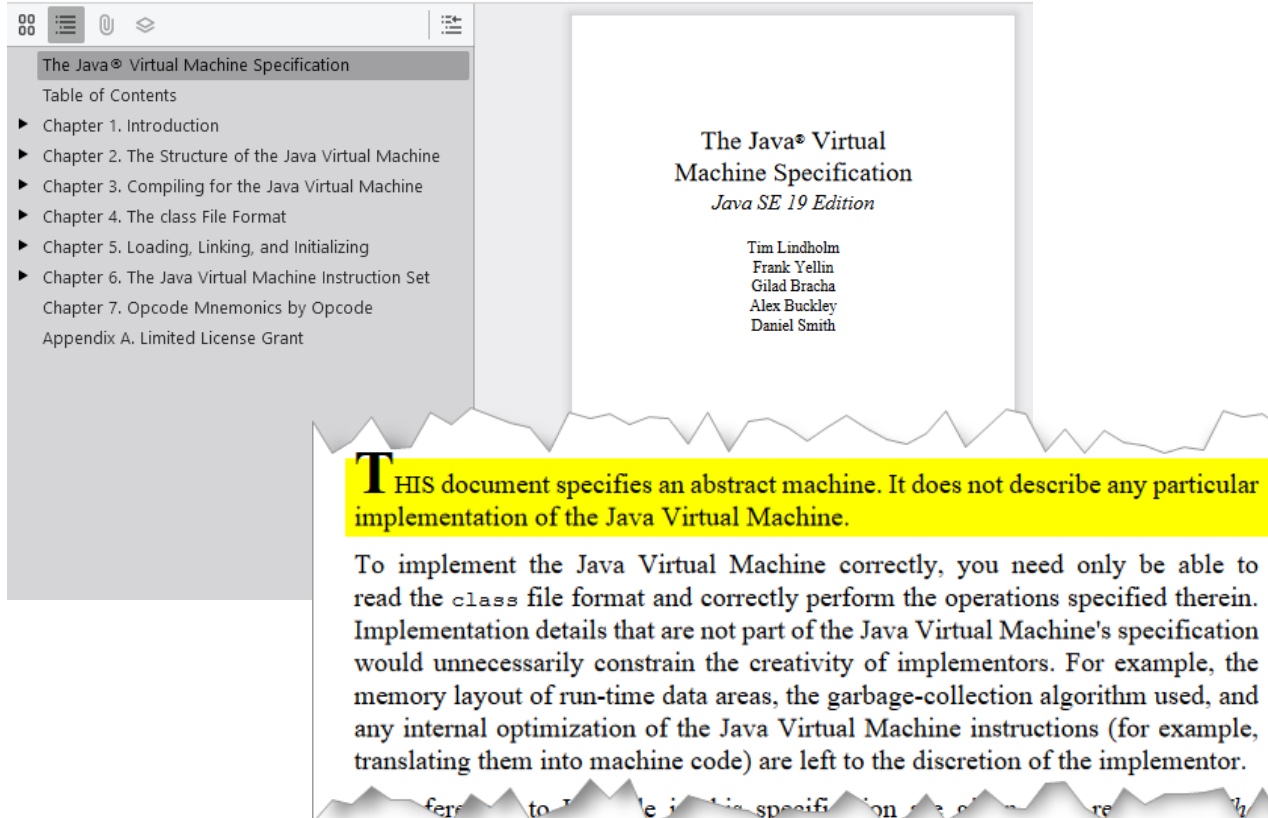 The Java® Virtual Machine Specification
Table of Contents
Chapter 1. Introduction
Chapter 2. The Structure of the Java Virtual Machine
Chapter 3. Compiling for the Java Virtual Machine
Chapter 4. The class File Format
Chapter 5. Loading, Linking, and Initializing
Chapter 6. The Java Virtual Machine Instruction Set
Chapter 7. Opcode Mnemonics by Opcode
Appendix A. Limited License Grant
The Java® Virtual
Machine Specification
Java SE 19 Edition
Tim Lindholm
Frank Yellin
Gilad Bracha
Alex Buckley
Daniel Smith
THIS document specifies an abstract machine. It does not describe any particular
implementation of the Java Virtual Machine.
To implement the Java Virtual Machine correctly, you need only be able to
read the class file format and correctly perform the operations specified therein.
Implementation details that are not part of the Java Virtual Machine's specification
would unnecessarily constrain the creativity of implementors. For example, the
memory layout of run-time data areas, the garbage-collection algorithm used, and
any internal optimization of the Java Virtual Machine instructions (for example,
translating them into machine code) are left to the discretion of the implementor.
to